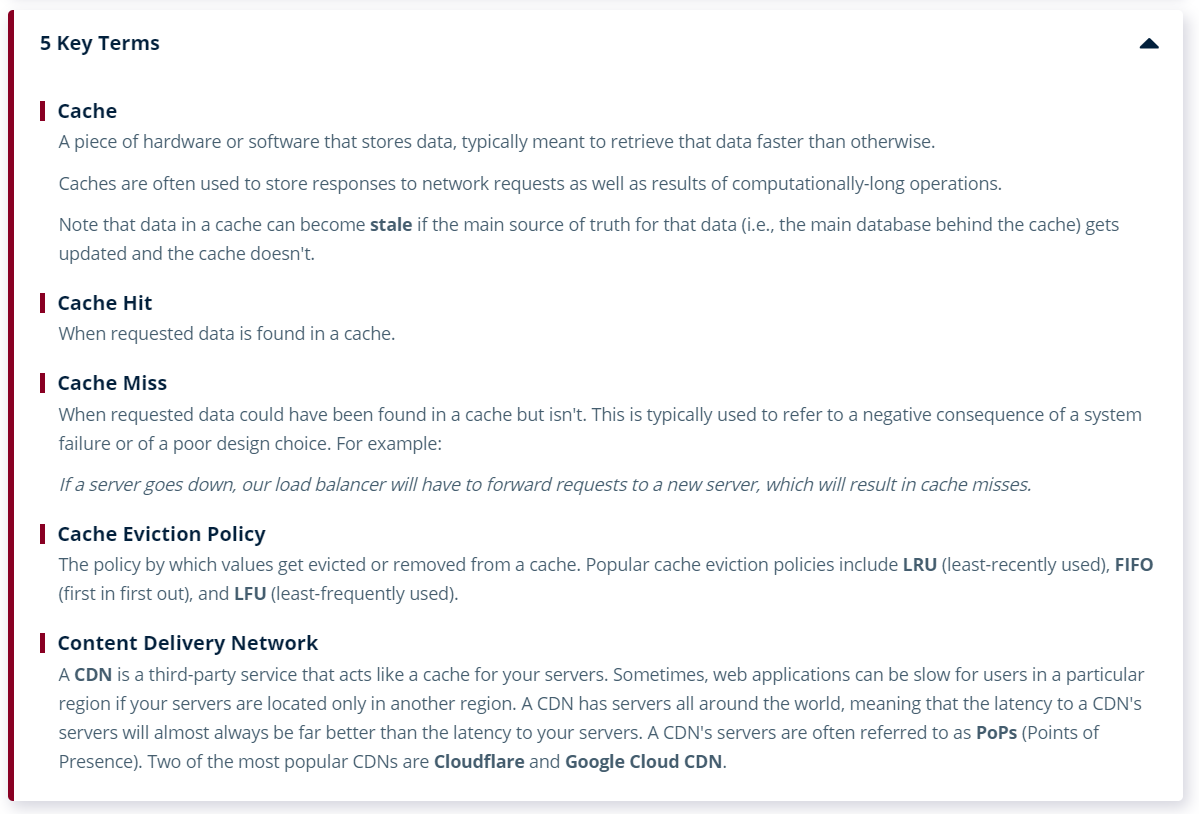 5 Key Terms
Cache
A piece of hardware or software that stores data, typically meant to retrieve that data faster than otherwise.
Caches are often used to store responses to network requests as well as results of computationally-long operations.
Note that data in a cache can become stale if the main source of truth for that data (i.e., the main database behind the cache) gets
updated and the cache doesn't.
Cache Hit
When requested data is found in a cache.
Cache Miss
When requested data could have been found in a cache but isn't. This is typically used to refer to a negative consequence of a system
failure or of a poor design choice. For example:
If a server goes down, our load balancer will have to forward requests to a new server, which will result in cache misses.
Cache Eviction Policy
The policy by which values get evicted or removed from a cache. Popular cache eviction policies include LRU (least-recently used), FIFO
(first in first out), and LFU (least-frequently used).
Content Delivery Network
A CDN is a third-party service that acts like a cache for your servers. Sometimes, web applications can be slow for users in a particular
region if your servers are located only in another region. A CDN has servers all around the world, meaning that the latency to a CDN's
servers will almost always be far better than the latency to your servers. A CDN's servers are often referred to as PoPs (Points of
Presence). Two of the most popular CDNs are Cloudflare and Google Cloud CDN.